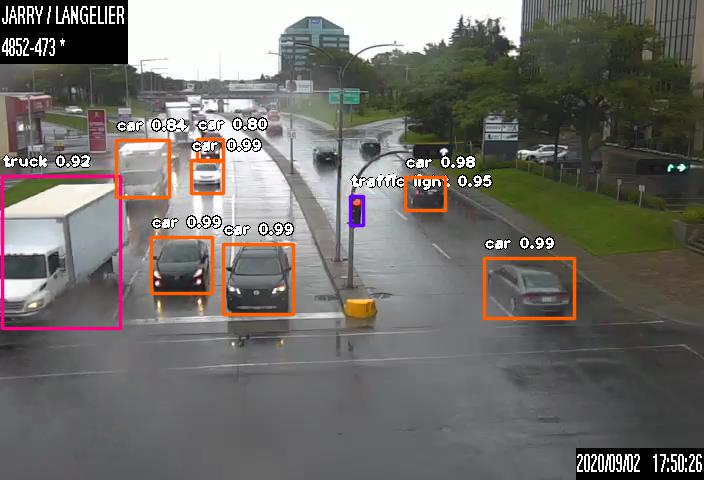 JARRY / LANGELIER
4852-473 *
car 0.84
car 0.80
car 0.99
truck 0.92
car 0.98
traffic light 0.95
car 0.99
car 0.99
car 0.99
2020/09/02 17:50:26